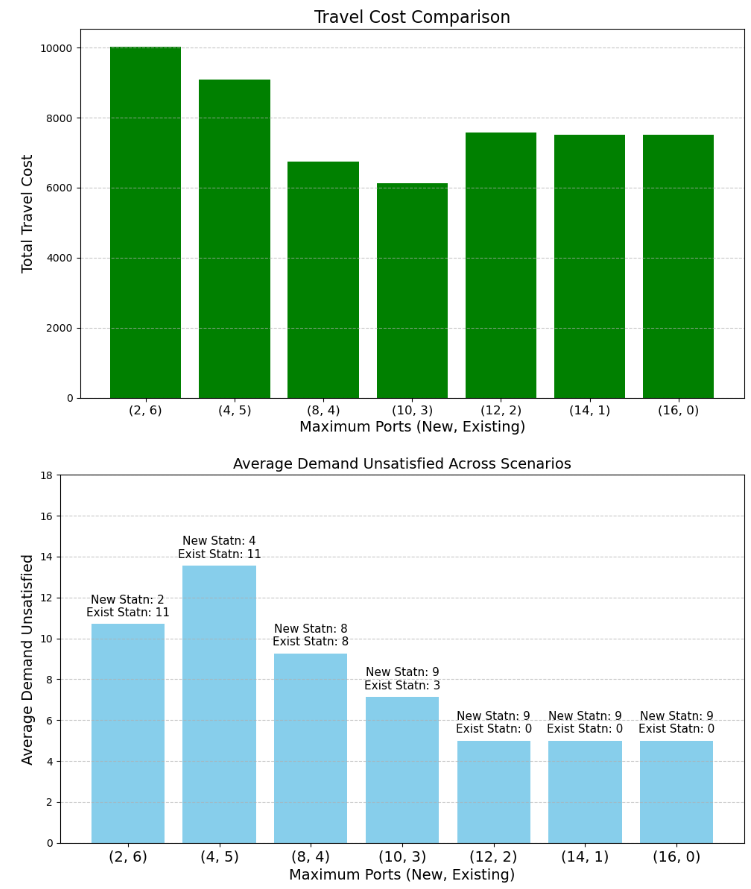 Travel Cost Comparison
Total Travel Cost
10000
8000
6000
4000
2000
0
(2, 6) (4, 5) (8, 4) (10, 3) (12, 2) (14, 1) (16, 0)
Maximum Ports (New, Existing)
Average Demand Unsatisfied Across Scenarios
Average Demand Unsatisfied
18
16
14
12
10
8
6
4
2
0
New Statn: 2
Exist Statn: 11
New Statn: 4
Exist Statn: 11
New Statn: 8
Exist Statn: 8
New Statn: 9
Exist Statn: 3
New Statn: 9
Exist Statn: 0
New Statn: 9
Exist Statn: 0
New Statn: 9
Exist Statn: 0
(2, 6) (4, 5) (8, 4) (10, 3) (12, 2) (14, 1) (16, 0)
Maximum Ports (New, Existing)